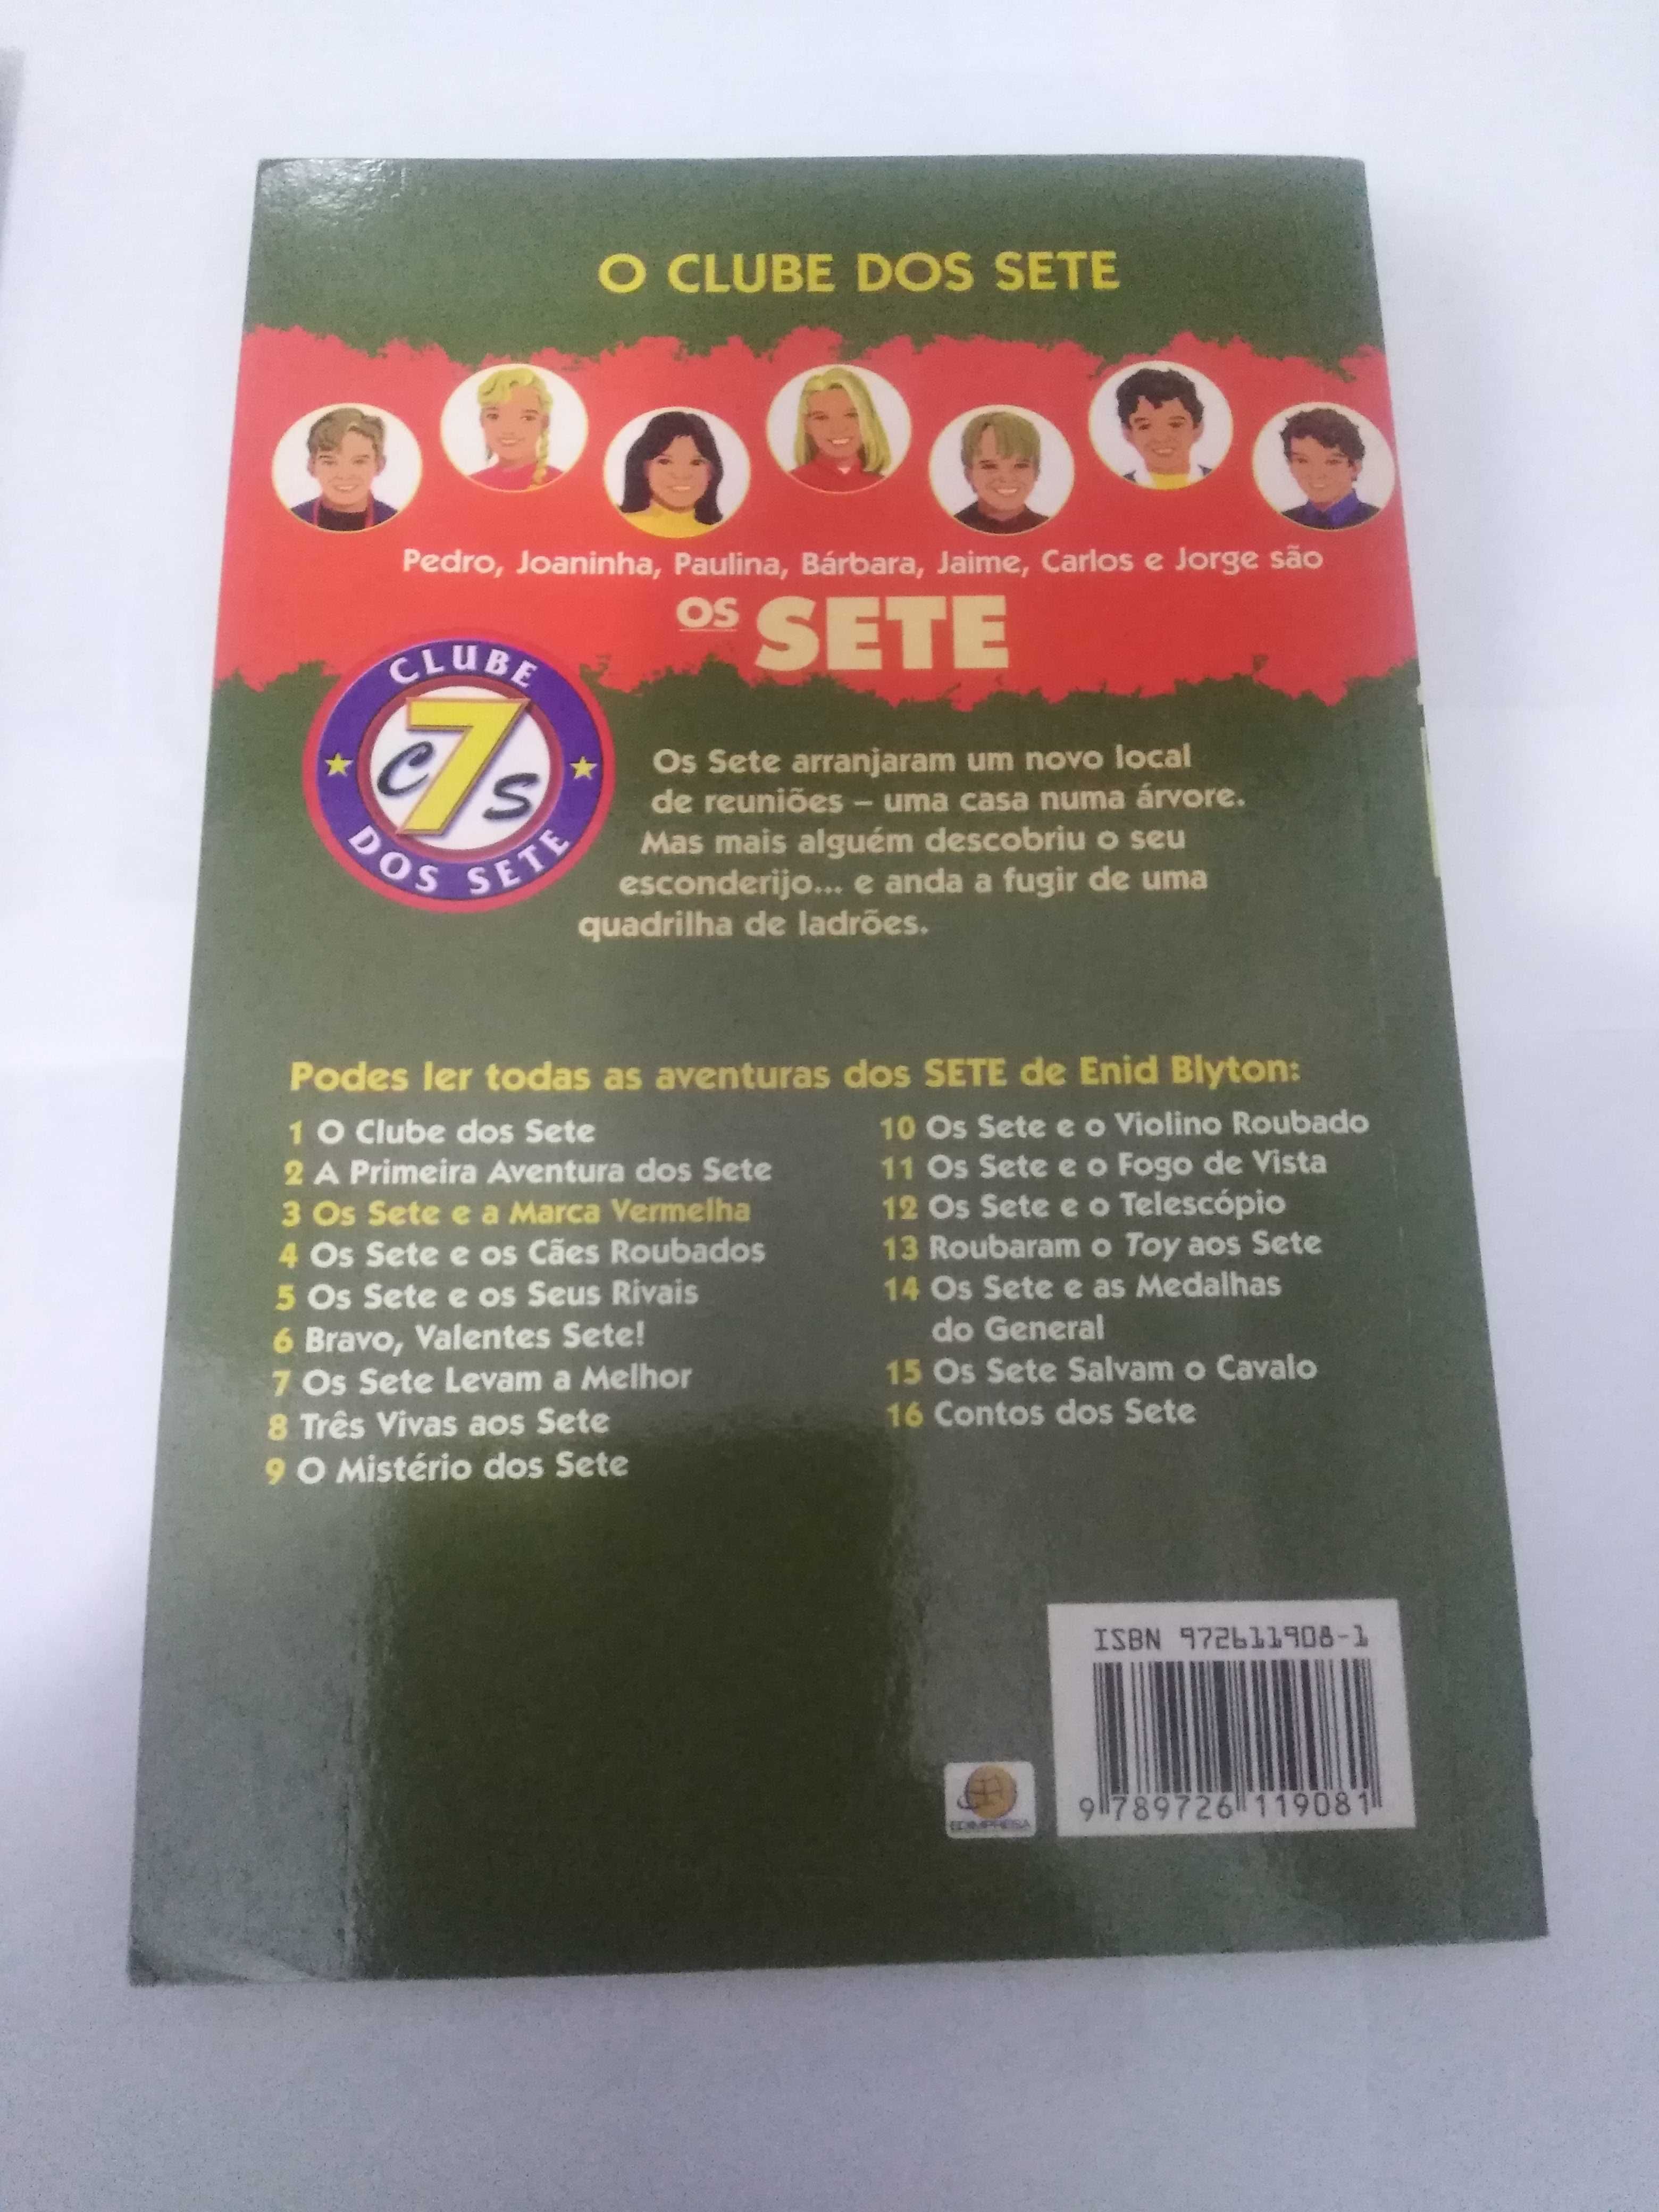 O CLUBE DOS SETE
Pedro, Joaninha, Paulina, Bárbara, Jaime, Carlos e Jorge são
OS SETE
CLUBE
C7S
DOS SETE
Os Sete arranjaram um novo local
de reuniões – uma casa numa árvore.
Mas mais alguém descobriu o seu
esconderijo... e anda a fugir de uma
quadrilha de ladrões.
Podes ler todas as aventuras dos SETE de Enid Blyton:
1 O Clube dos Sete
2 A Primeira Aventura dos Sete
3 Os Sete e a Marca Vermelha
4 Os Sete e os Cães Roubados
5 Os Sete e os Seus Rivais
6 Bravo, Valentes Sete!
7 Os Sete Levam a Melhor
8 Três Vivas aos Sete
9 O Mistério dos Sete
10 Os Sete e o Violino Roubado
11 Os Sete e o Fogo de Vista
12 Os Sete e o Telescópio
13 Roubaram o Toy aos Sete
14 Os Sete e as Medalhas
do General
15 Os Sete Salvam o Cavalo
16 Contos dos Sete
ISBN 972611908-1
9 789726 119081
EDIMPRESA